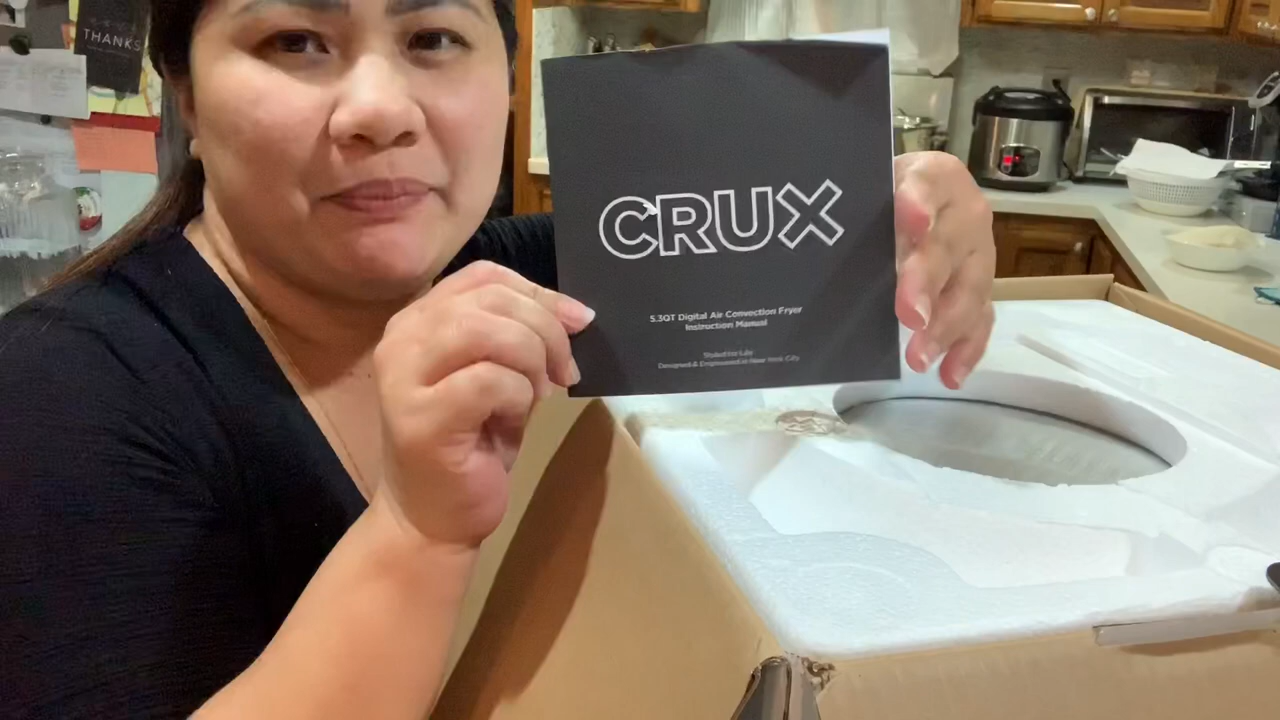 THANKS
CRUX
5.3QT Digital Air Convection Fryer
Instruction Manual
Styled for Life
Designed & Engineered in New York City